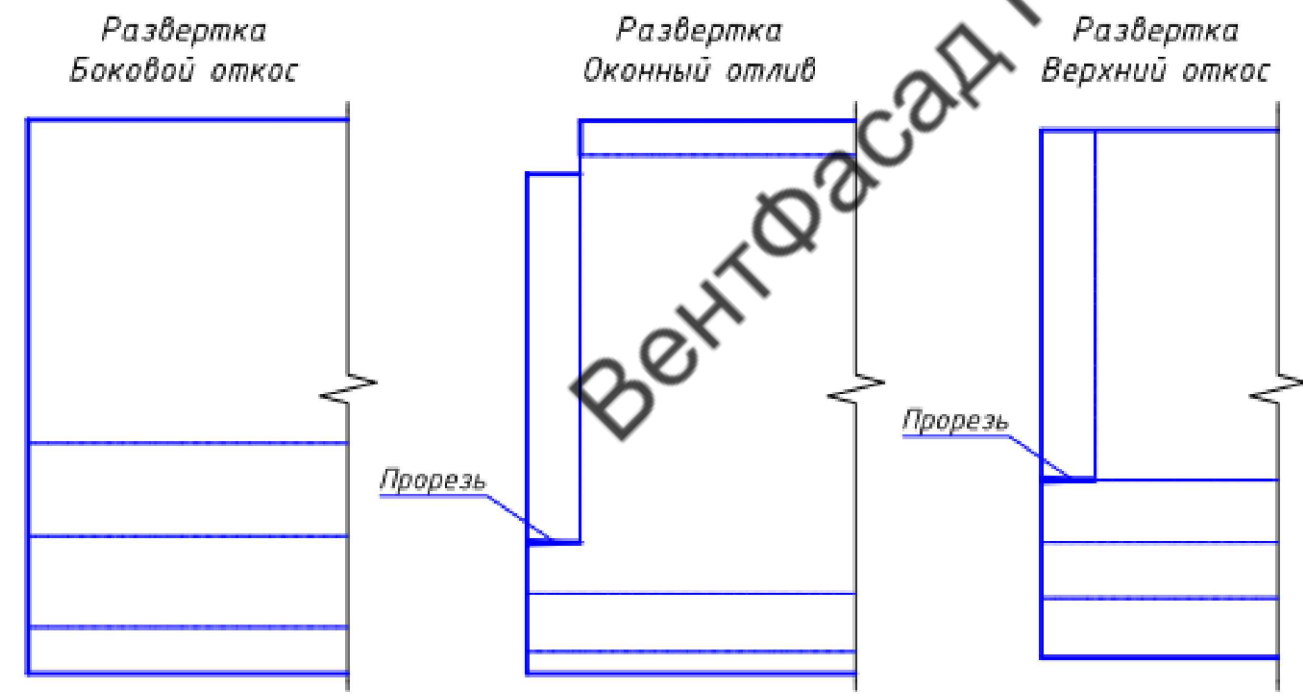 Развертка
Боковой откос
Развертка
Оконный отлив
Развертка
Верхний откос
ВентФасад
Прорезь
Прорезь